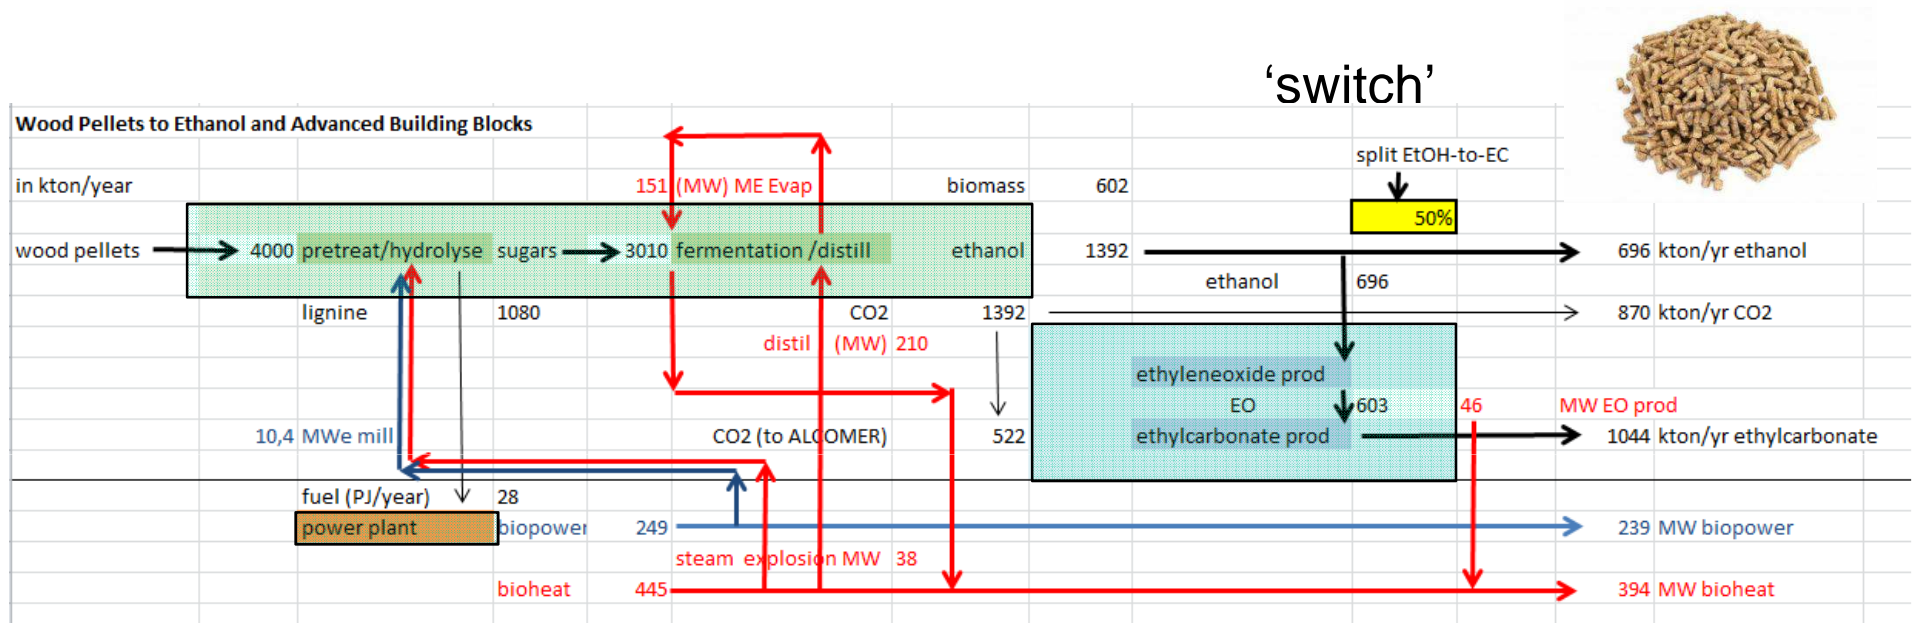 ‘switch’
Wood Pellets to Ethanol and Advanced Building Blocks
split EtOH-to-EC
in kton/year 151 (MW) ME Evap biomass 602
50%
wood pellets 4000 pretreat/hydrolyse sugars 3010 fermentation /distill ethanol 1392 696 kton/yr ethanol
ethanol 696
lignine 1080 CO2 1392 870 kton/yr CO2
distil (MW) 210
ethyleneoxide prod
EO 603 46 MW EO prod
10,4 MWe mill CO2 (to ALCOMER) 522 ethylcarbonate prod 1044 kton/yr ethylcarbonate
fuel (PJ/year) 28
power plant biopower 249 239 MW biopower
steam explosion MW 38
bioheat 445 394 MW bioheat